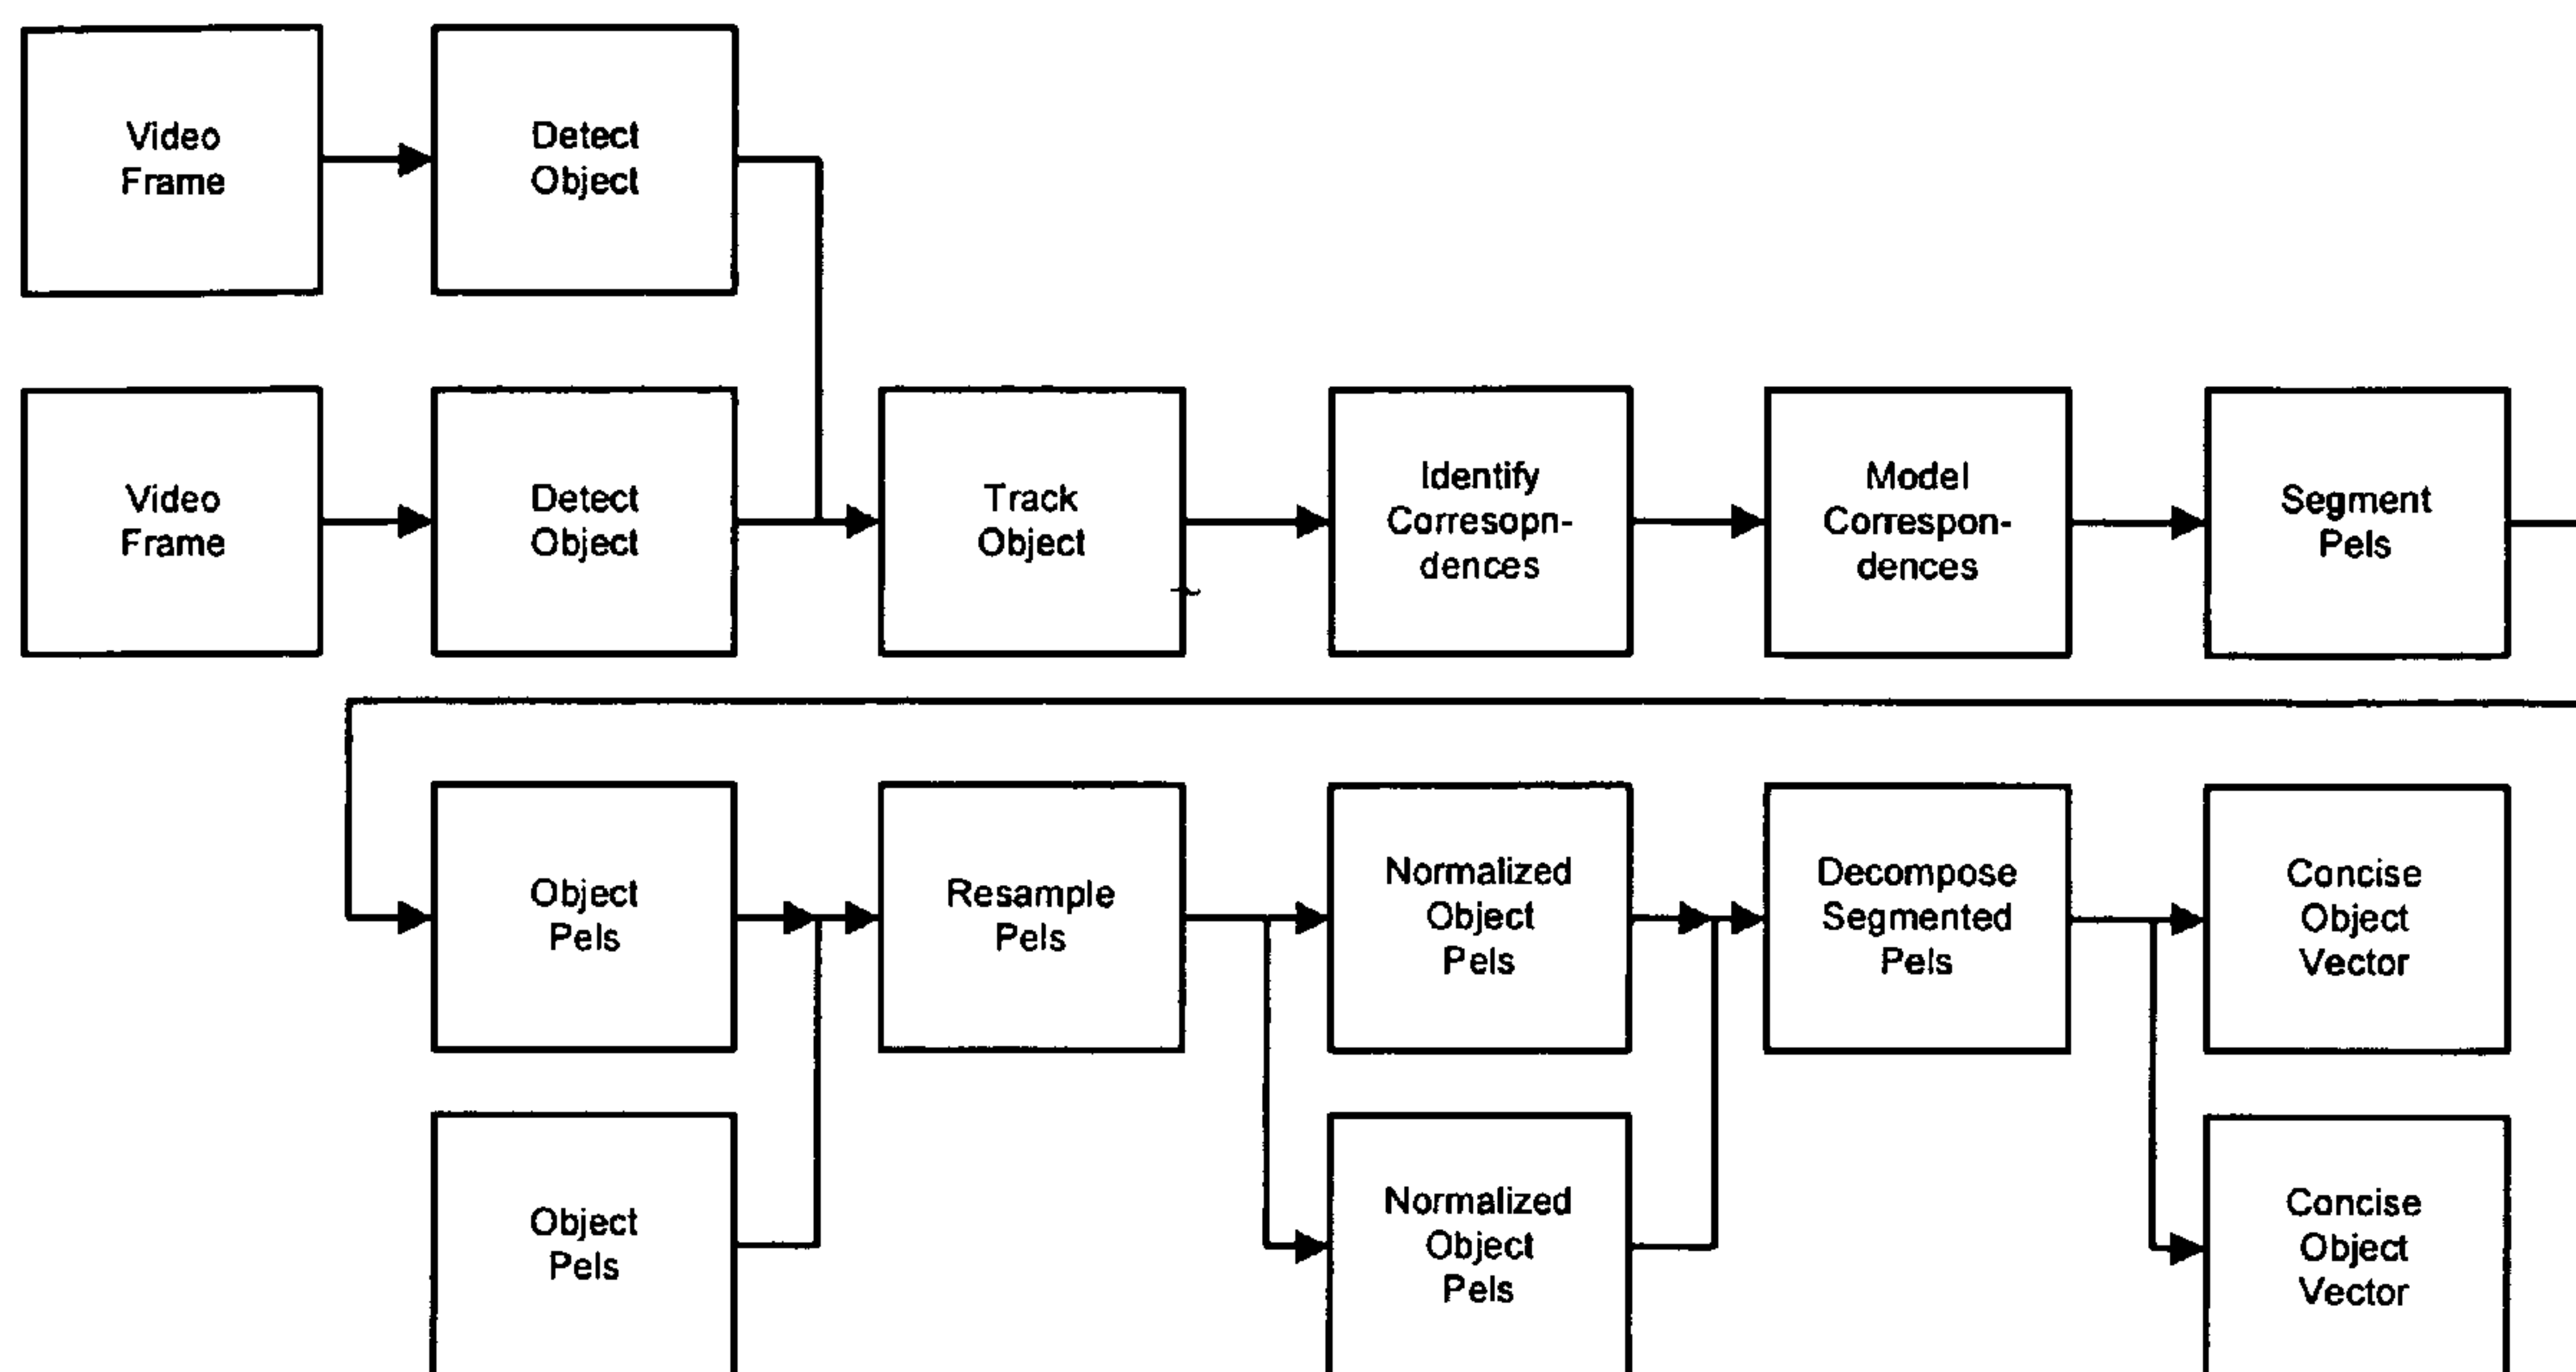 Video
Frame
Detect
Object
Video
Frame
Detect
Object
Track
Object
Identify
Corresopn-
dences
Model
Correspon-
dences
Segment
Pels
Object
Pels
Resample
Pels
Normalized
Object
Pels
Decompose
Segmented
Pels
Concise
Object
Vector
Object
Pels
Normalized
Object
Pels
Concise
Object
Vector